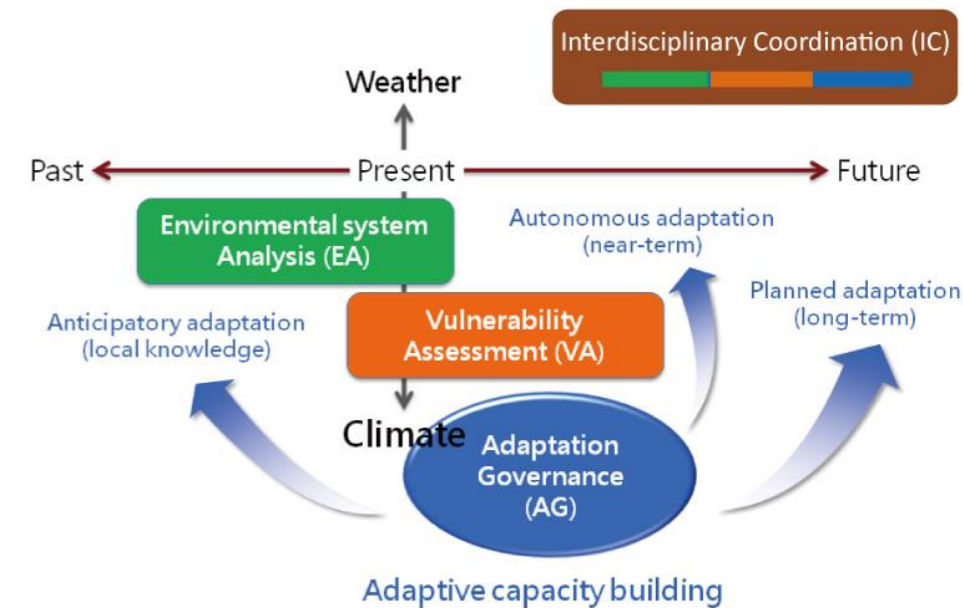 Interdisciplinary Coordination (IC)
Weather
Past
Present
Future
Environmental system
Analysis (EA)
Autonomous adaptation
(near-term)
Planned adaptation
(long-term)
Anticipatory adaptation
(local knowledge)
Vulnerability
Assessment (VA)
Climate
Adaptation
Governance
(AG)
Adaptive capacity building